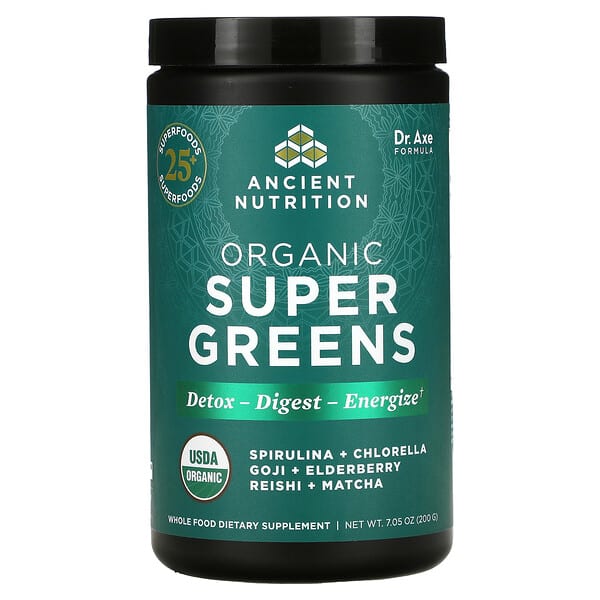 SUPERFOODS
25+
SUPERFOODS
Dr. Axe
FORMULA
ANCIENT
NUTRITION
ORGANIC
SUPER
GREENS
Detox – Digest – Energize†
USDA
ORGANIC
SPIRULINA + CHLORELLA
GOJI + ELDERBERRY
REISHI + MATCHA
WHOLE FOOD DIETARY SUPPLEMENT | NET WT. 7.05 OZ (200G)